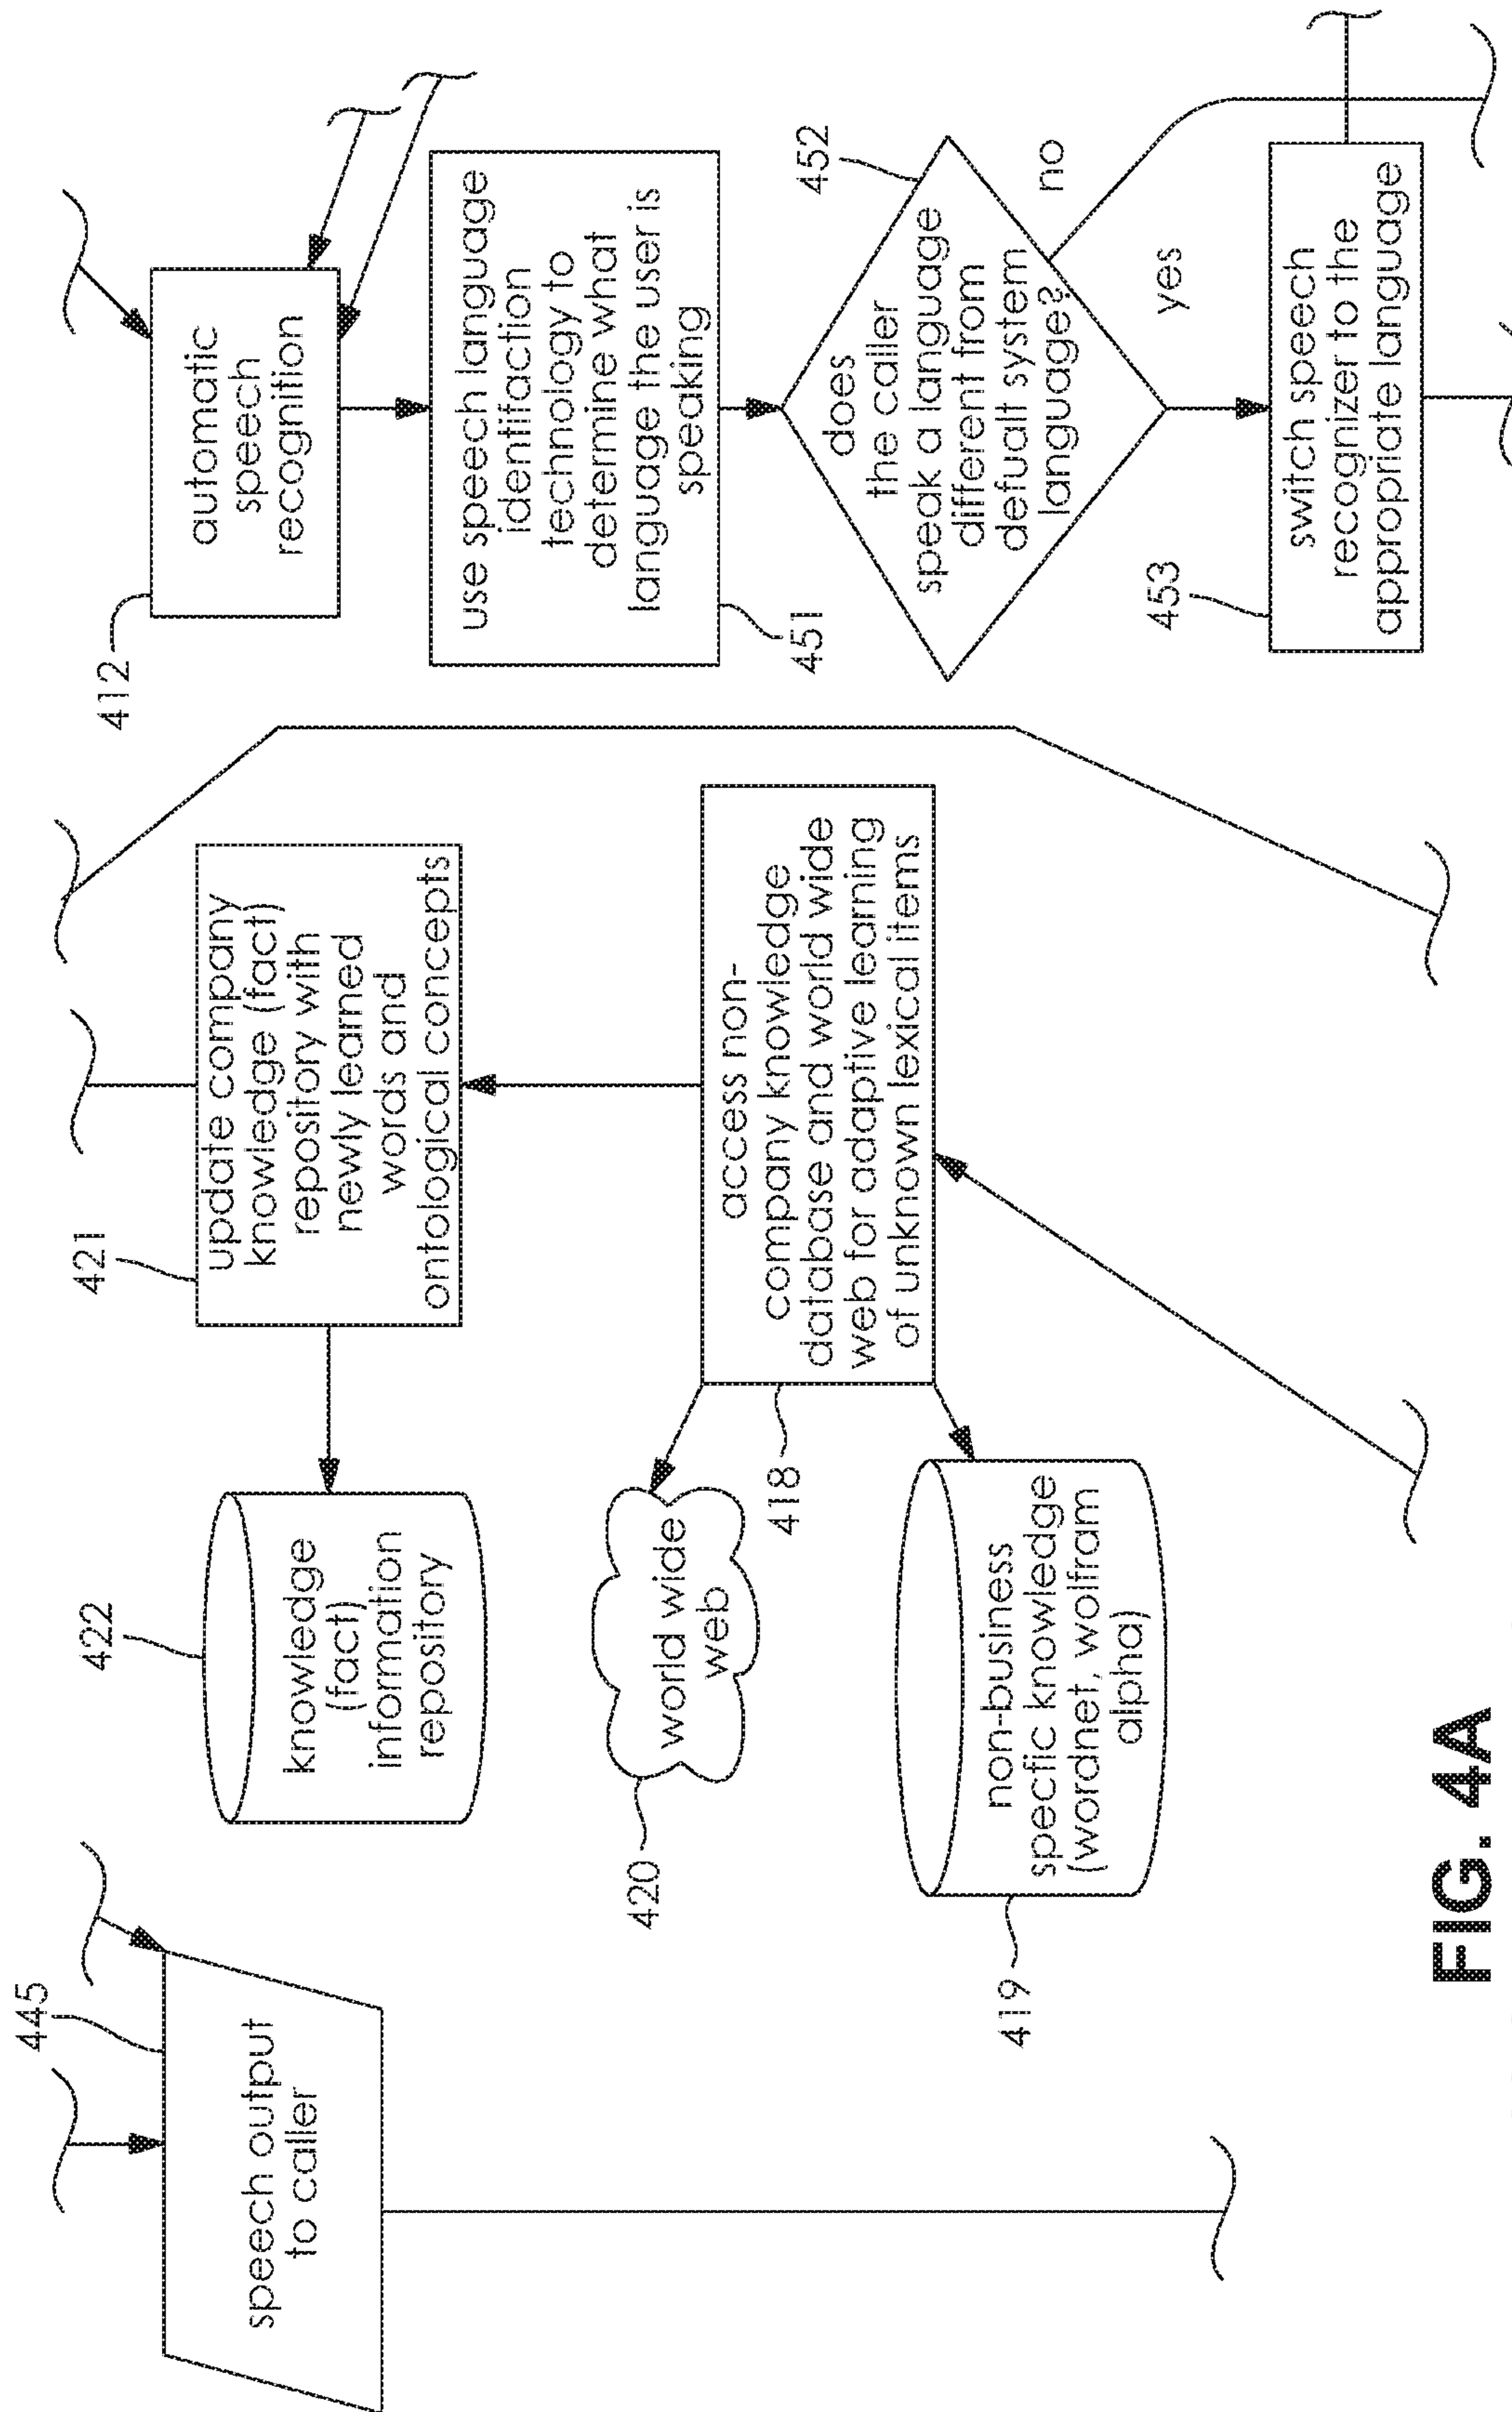 445
speech output
to caller
422
knowledge
(fact)
information
repository
421
update company
knowledge (fact)
repository with
newly learned
words and
ontological concepts
420
world wide
web
418
access non-
company knowledge
database and world wide
web for adaptive learning
of unknown lexical items
419
non-business
specfic knowledge
(wordnet, wolfram
alpha)
412
automatic
speech
recognition
use speech language
identifaction
technology to
determine what
language the user is
speaking
451
452
does
the caller
speak a language
different from
defualt system
language?
no
yes
453
switch speech
recognizer to the
appropriate language
FIG. 4A